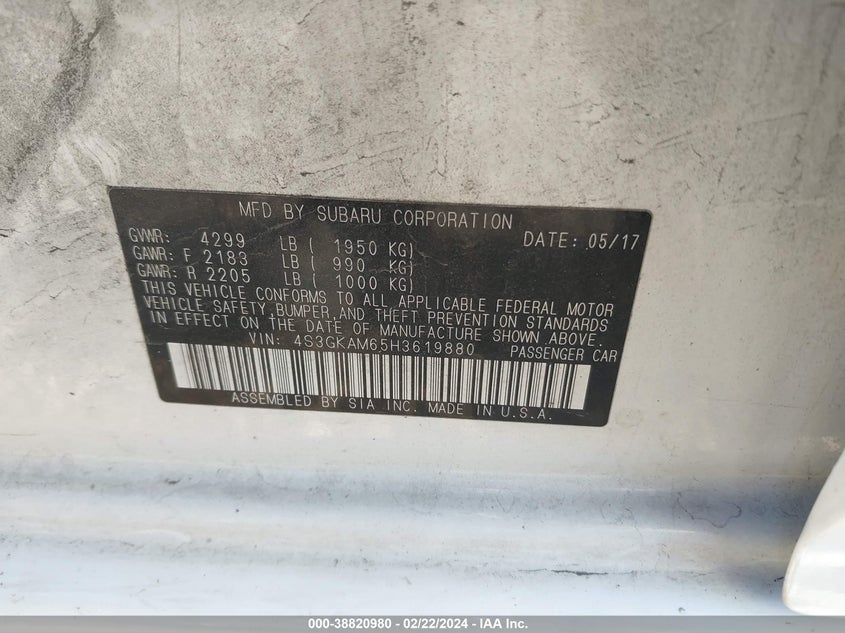 MFD BY SUBARU CORPORATION
GVWR: 4299 LB ( 1950 KG) DATE: 05/17
GAWR: F 2183 LB ( 990 KG)
GAWR: R 2205 LB ( 1000 KG)
THIS VEHICLE CONFORMS TO ALL APPLICABLE FEDERAL MOTOR
VEHICLE SAFETY,BUMPER,AND THEFT PREVENTION STANDARDS
IN EFFECT ON THE DATE OF MANUFACTURE SHOWN ABOVE.
VIN: 4S3GKAM65H3619880 PASSENGER CAR
ASSEMBLED BY SIA INC. MADE IN U.S.A.
000-38820980 - 02/22/2024 - IAA Inc.